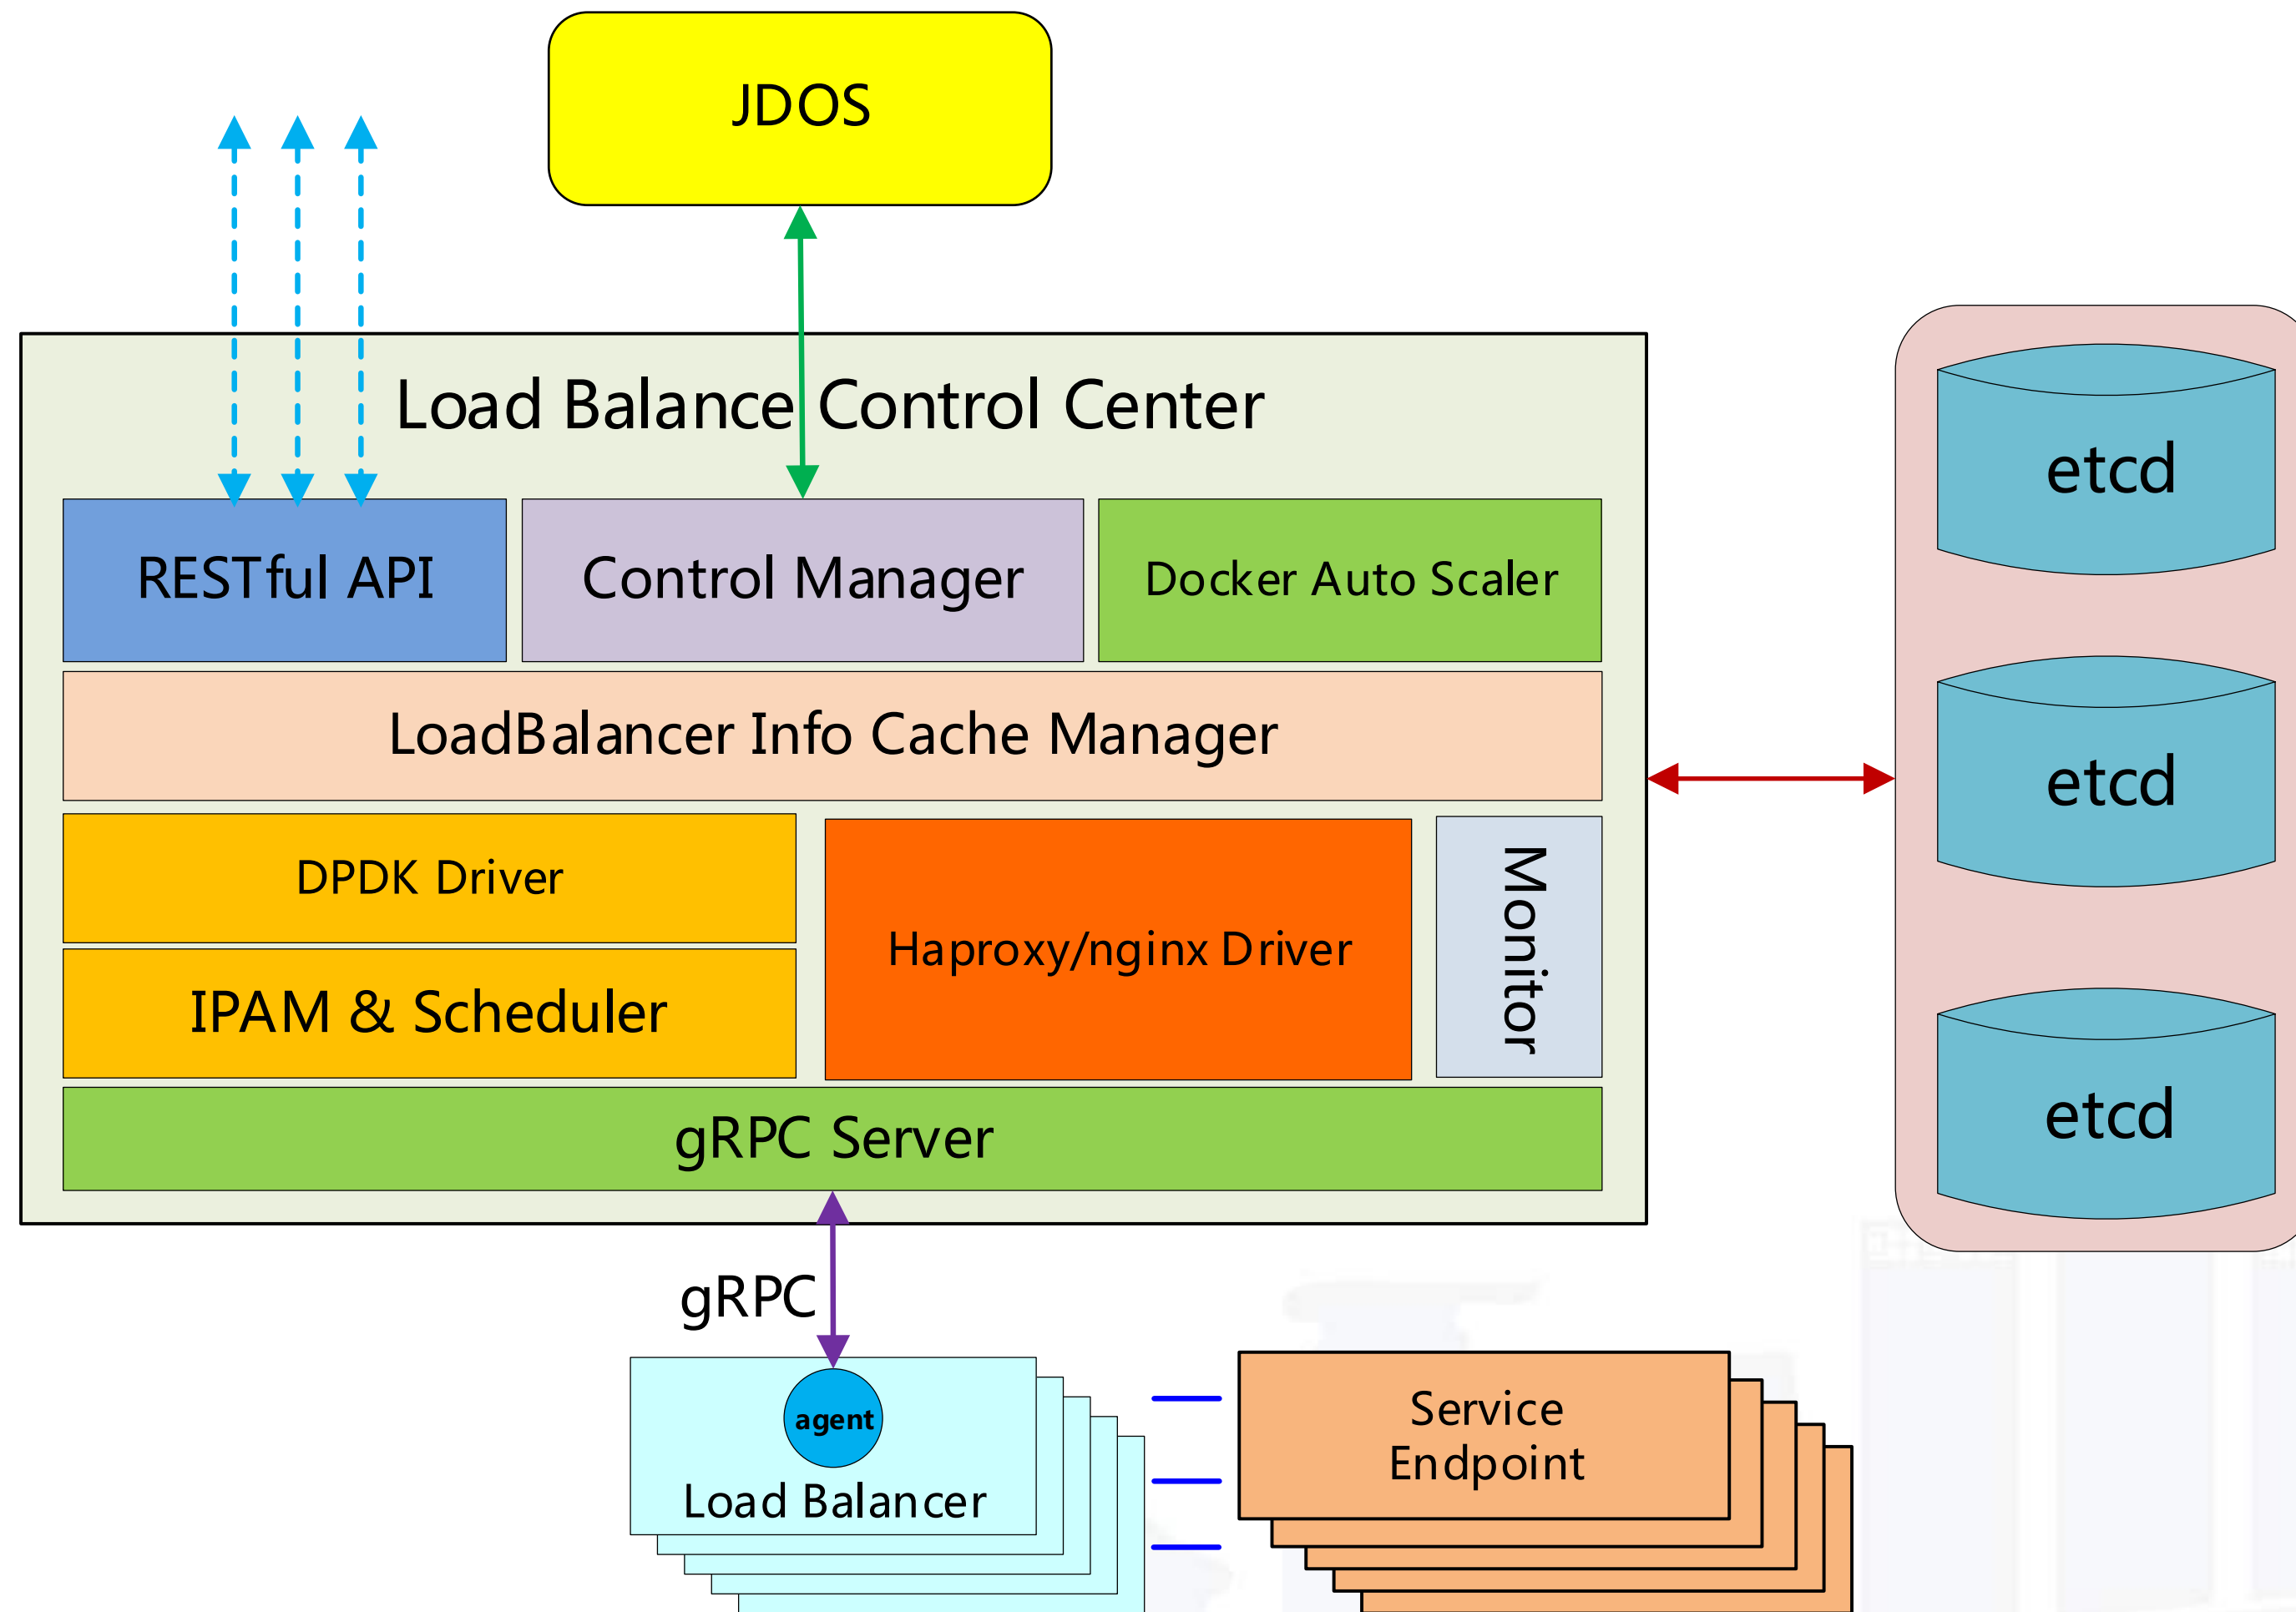 JDOS
Load Balance Control Center
RESTful API
Control Manager
Docker Auto Scaler
LoadBalancer Info Cache Manager
DPDK Driver
Haproxy/nginx Driver
Monitor
IPAM & Scheduler
gRPC Server
etcd
etcd
etcd
gRPC
agent
Load Balancer
Service
Endpoint